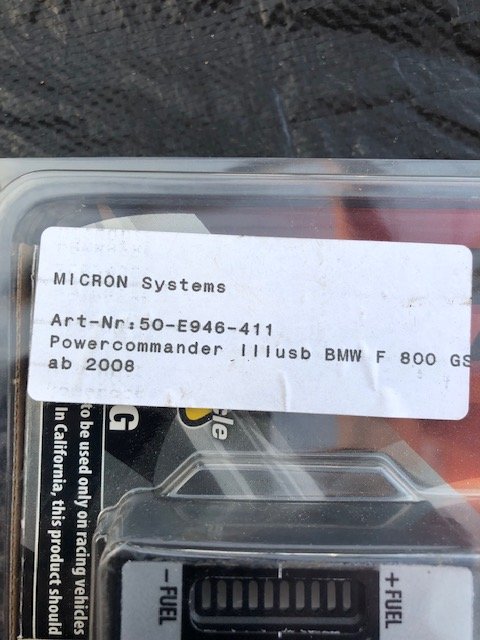 MICRON Systems
Art-Nr:50-E946-411
Powercommander IIIusb BMW F 800 GS
ab 2008
G
cle
to be used only on racing vehicles
In California, this product should
– FUEL
+ FUEL